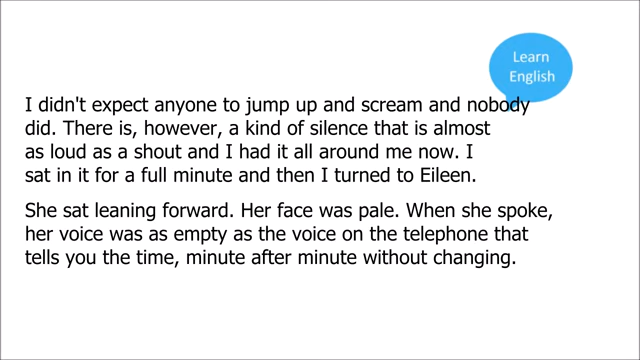 Learn
English
I didn't expect anyone to jump up and scream and nobody
did. There is, however, a kind of silence that is almost
as loud as a shout and I had it all around me now. I
sat in it for a full minute and then I turned to Eileen.
She sat leaning forward. Her face was pale. When she spoke,
her voice was as empty as the voice on the telephone that
tells you the time, minute after minute without changing.